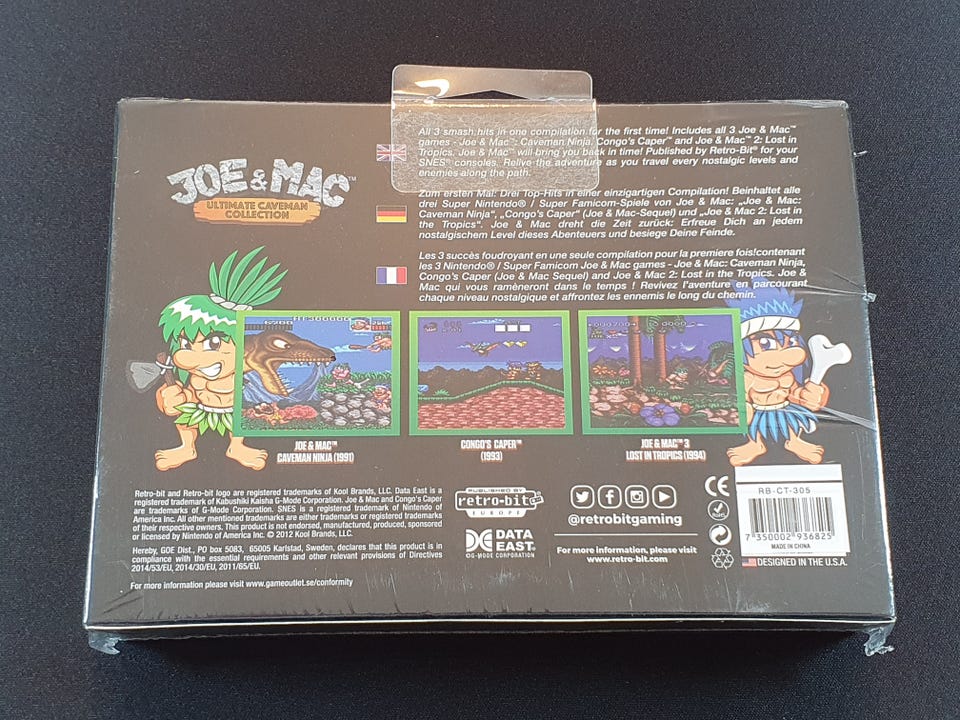 JOE & MAC™
ULTIMATE CAVEMAN
COLLECTION
All 3 smash hits in one compilation for the first time! Includes all 3 Joe & Mac™
games - Joe & Mac™: Caveman Ninja, Congo's Caper™ and Joe & Mac™ 2: Lost in
Tropics. Joe & Mac™ will bring you back in time! Published by Retro-Bit® for your
SNES® consoles. Relive the adventure as you travel every nostalgic levels and
enemies along the path.
Zum ersten Mal: Drei Top-Hits in einer einzigartigen Compilation! Beinhaltet alle
drei Super Nintendo® / Super Famicom-Spiele von Joe & Mac: „Joe & Mac:
Caveman Ninja“, „Congo's Caper“ (Joe & Mac-Sequel) und „Joe & Mac 2: Lost in
the Tropics“. Joe & Mac dreht die Zeit zurück: Erfreue Dich an jedem
nostalgischem Level dieses Abenteuers und besiege Deine Feinde.
Les 3 succès foudroyant en une seule compilation pour la premiere fois!contenant
les 3 Nintendo® / Super Famicom Joe & Mac games - Joe & Mac: Caveman Ninja,
Congo's Caper (Joe & Mac Sequel) and Joe & Mac 2: Lost in the Tropics. Joe &
Mac qui vous ramèneront dans le temps ! Revivez l'aventure en parcourant
chaque niveau nostalgique et affrontez les ennemis le long du chemin.
JOE & MAC™
CAVEMAN NINJA (1991)
CONGO'S CAPER™
(1993)
JOE & MAC™ 3
LOST IN TROPICS (1994)
Retro-bit and Retro-bit logo are registered trademarks of Kool Brands, LLC. Data East is a
registered trademark of Kabushiki Kaisha G-Mode Corporation. Joe & Mac and Congo's Caper
are trademarks of G-Mode Corporation. SNES is a registered trademark of Nintendo of
America Inc. All other mentioned trademarks are either trademarks or registered trademarks
of their respective owners. This product is not endorsed, manufactured, produced, sponsored
or licensed by Nintendo of America Inc. © 2012 Kool Brands, LLC.
Hereby, GOE Dist., PO box 5083, 65005 Karlstad, Sweden, declares that this product is in
compliance with the essential requirements and other relevant provisions of Directives
2014/53/EU, 2014/30/EU, 2011/65/EU.
For more information please visit www.gameoutlet.se/conformity
PUBLISHED BY
retro-bit
EUROPE
DATA
EAST
G-MODE CORPORATION
@retrobitgaming
For more information, please visit
www.retro-bit.com
CE
RoHS
RB-CT-305
7 350002 936825
MADE IN CHINA
DESIGNED IN THE U.S.A.